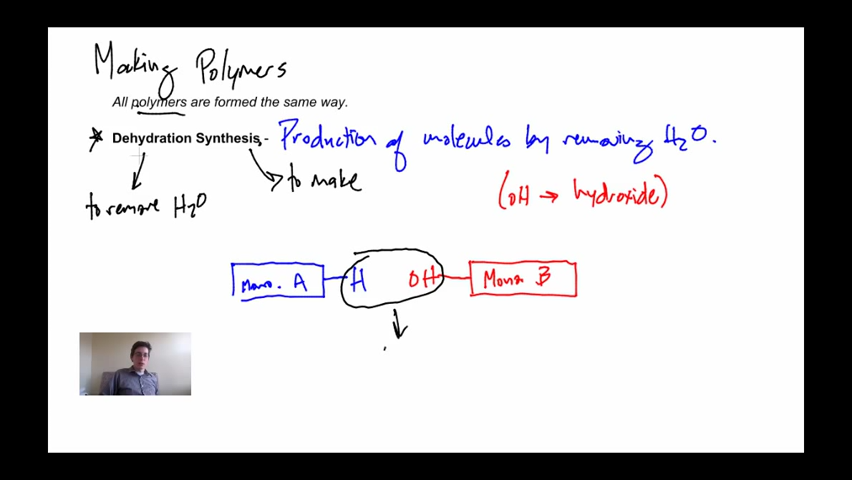 Making Polymers
All polymers are formed the same way.
Dehydration Synthesis - Production of molecules by removing H2O.
to remove H2O
to make
(OH → hydroxide)
Mono. A
H
OH
Mono. B